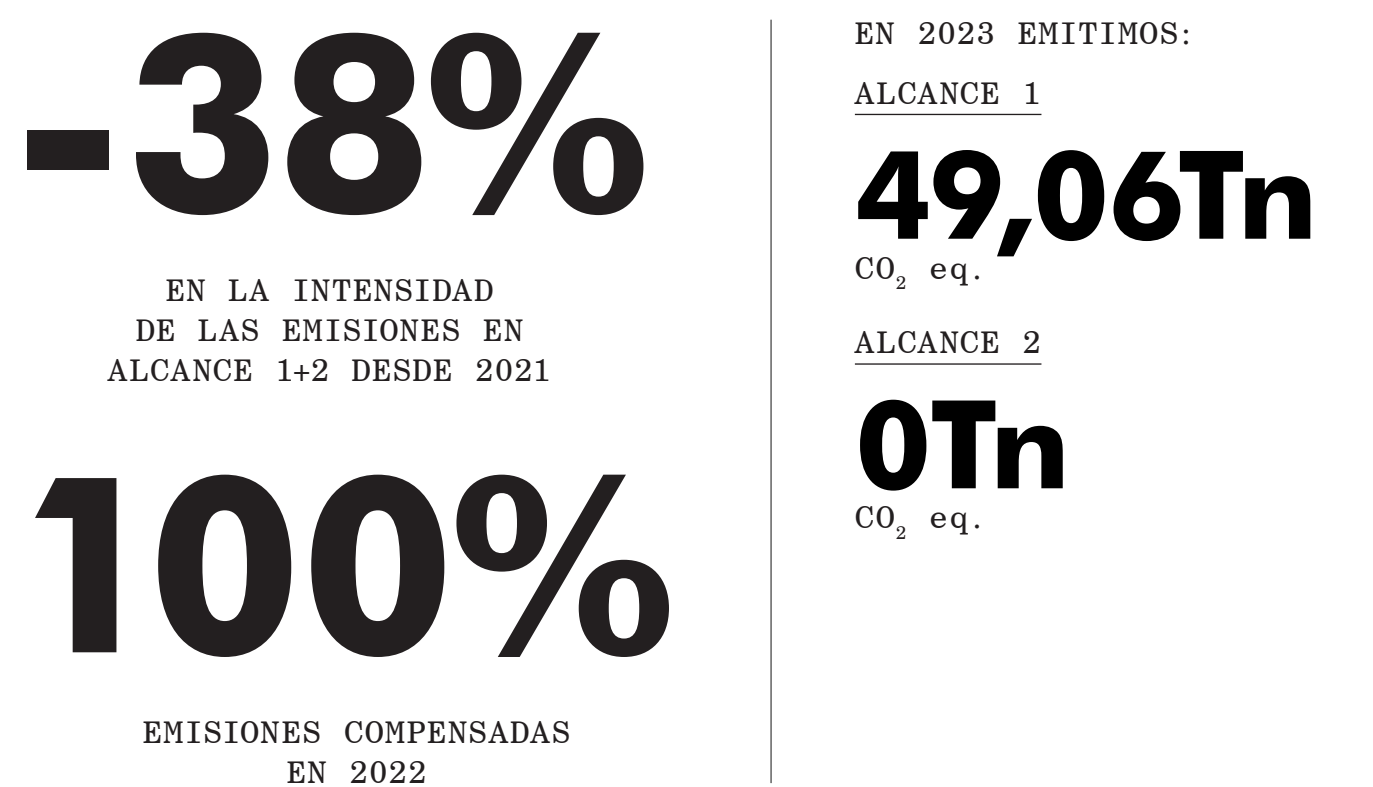 -38%
EN LA INTENSIDAD
DE LAS EMISIONES EN
ALCANCE 1+2 DESDE 2021
100%
EMISIONES COMPENSADAS
EN 2022
EN 2023 EMITIMOS:
ALCANCE 1
49,06Tn
CO₂ eq.
ALCANCE 2
0Tn
CO₂ eq.